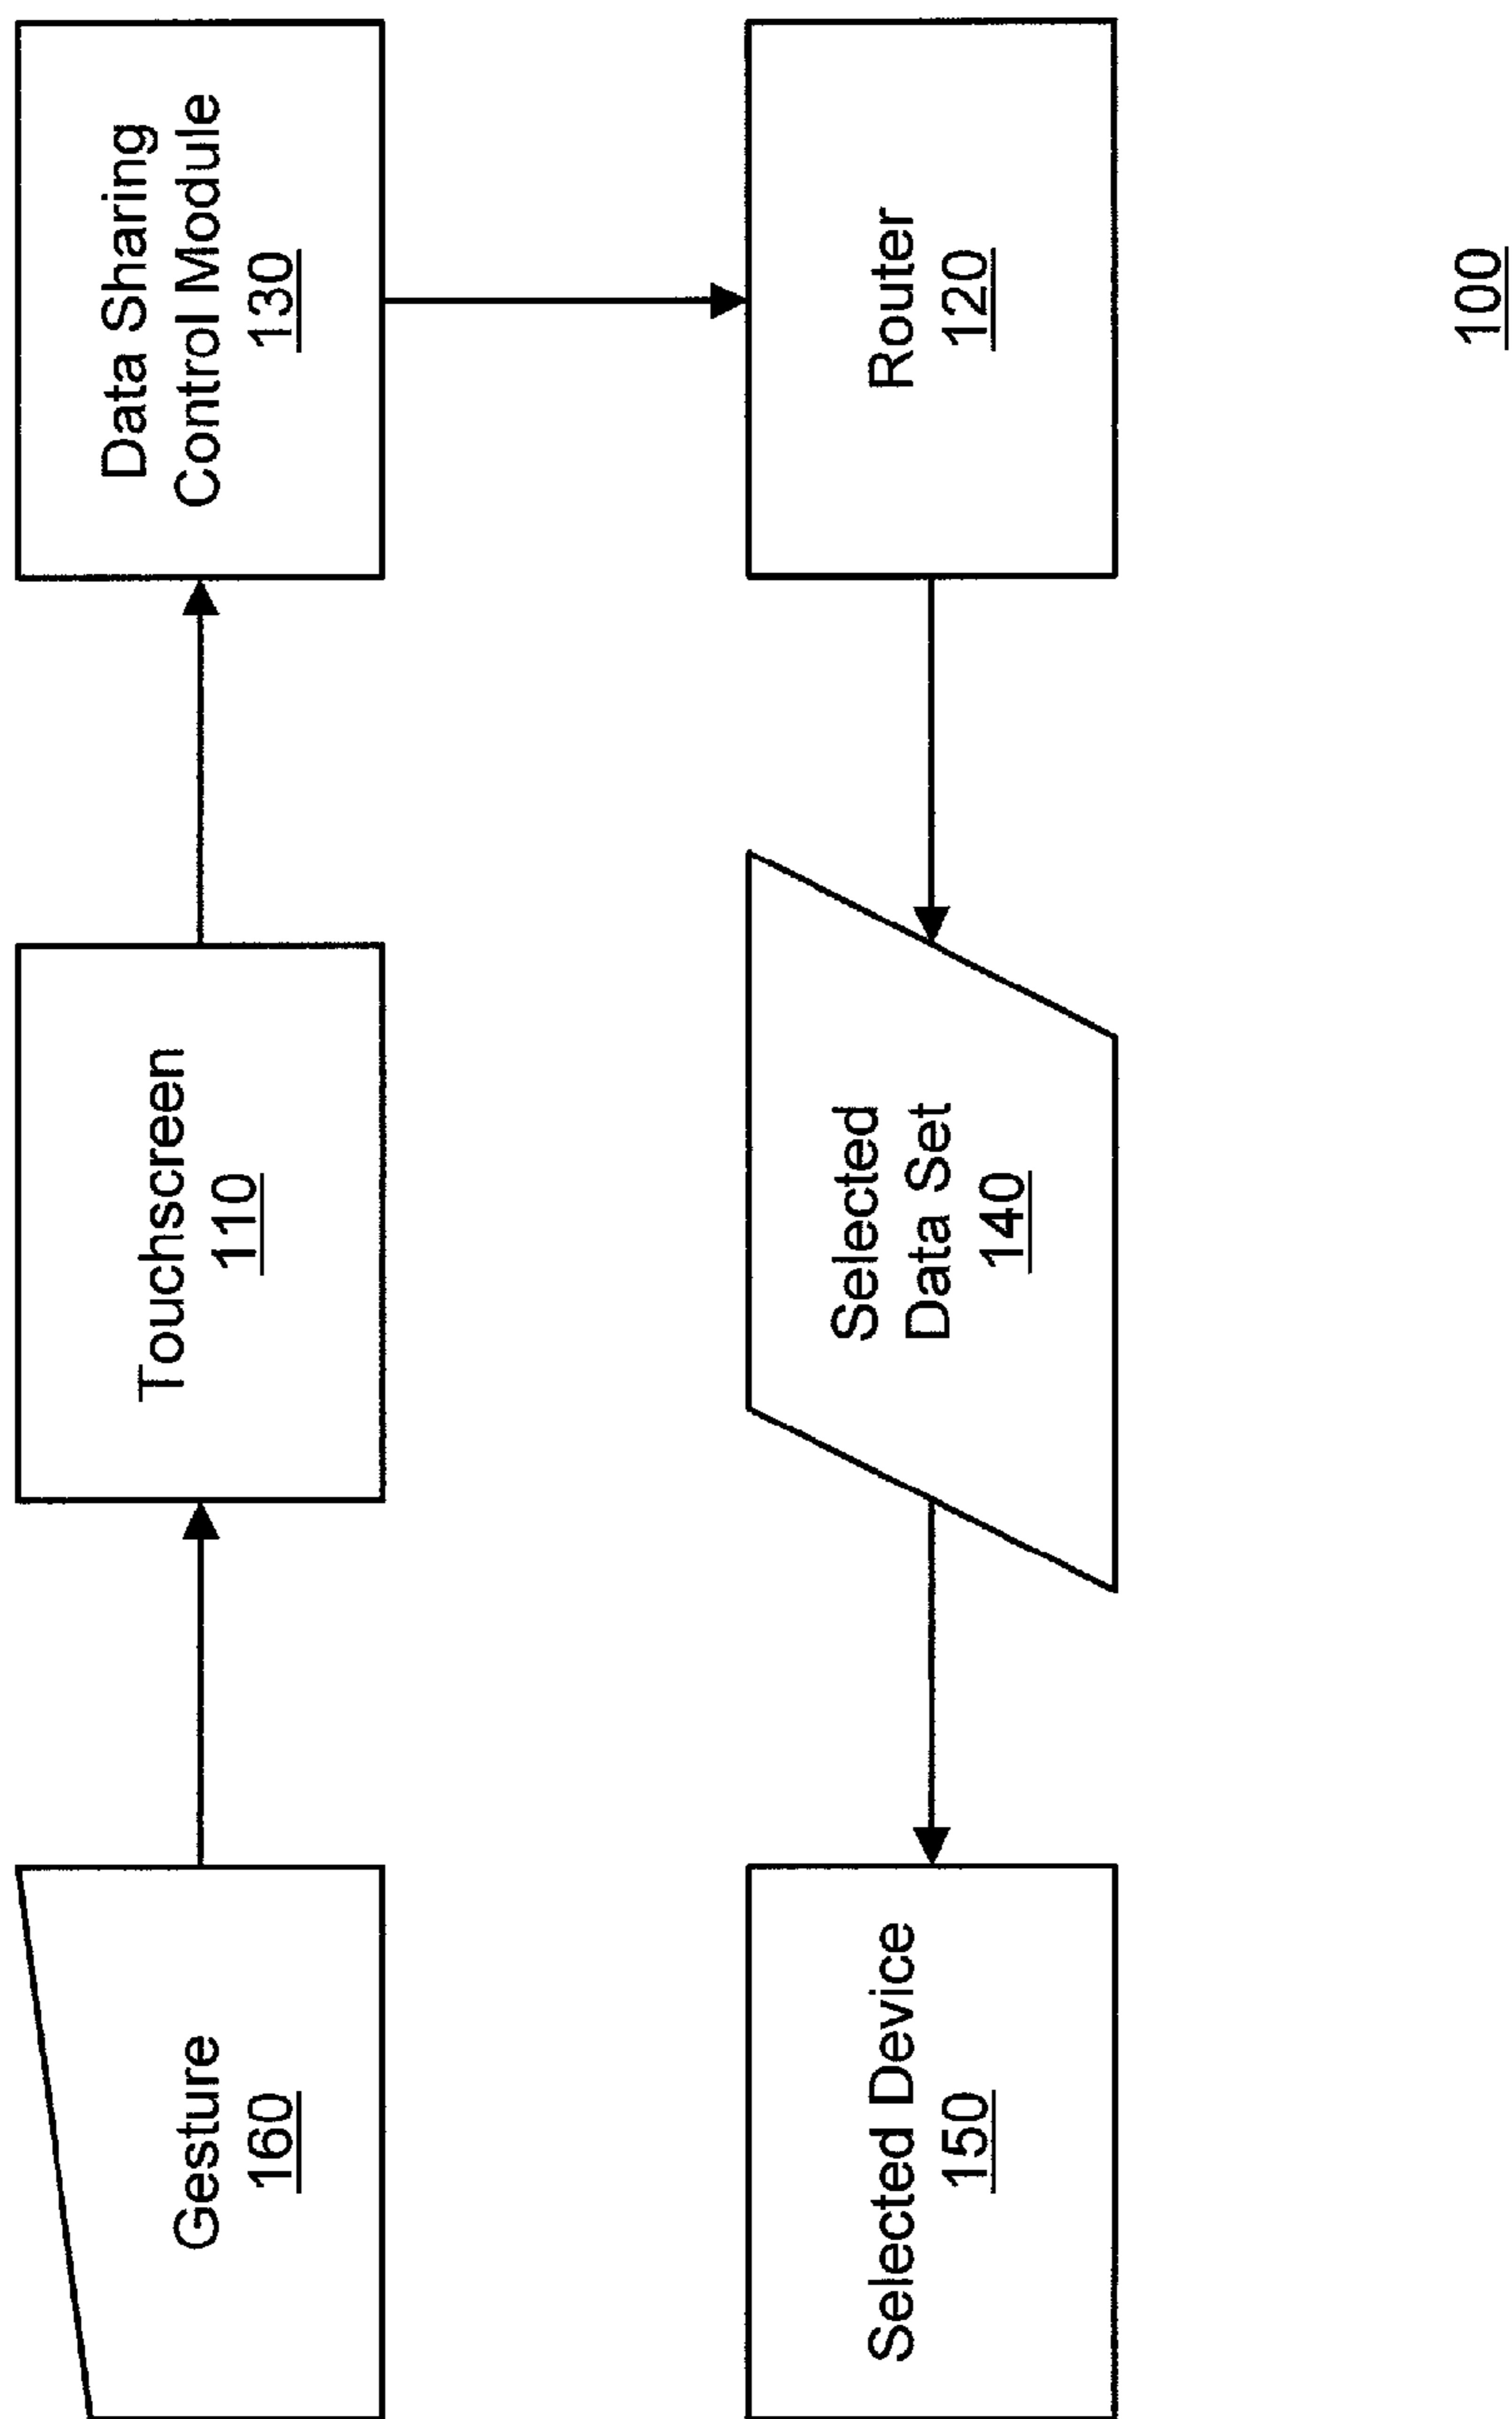 Gesture
160
Touchscreen
110
Data Sharing
Control Module
130
Selected Device
150
Selected
Data Set
140
Router
120
100